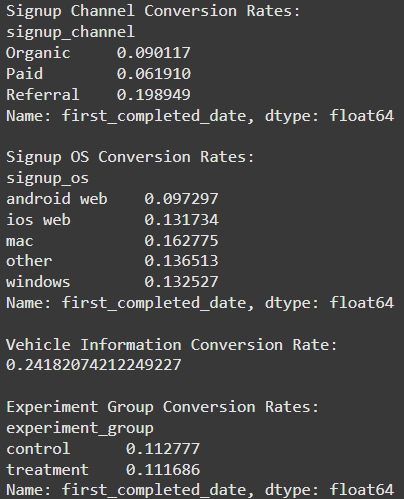 Signup Channel Conversion Rates:
signup_channel
Organic     0.090117
Paid        0.061910
Referral    0.198949
Name: first_completed_date, dtype: float64

Signup OS Conversion Rates:
signup_os
android web    0.097297
ios web        0.131734
mac            0.162775
other          0.136513
windows        0.132527
Name: first_completed_date, dtype: float64

Vehicle Information Conversion Rate:
0.24182074212249227

Experiment Group Conversion Rates:
experiment_group
control      0.112777
treatment    0.111686
Name: first_completed_date, dtype: float64